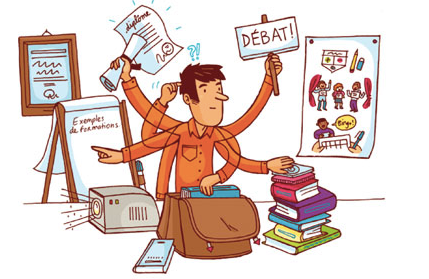 diplôme
?!
DÉBAT!
Exemples
de formations
Bingo!